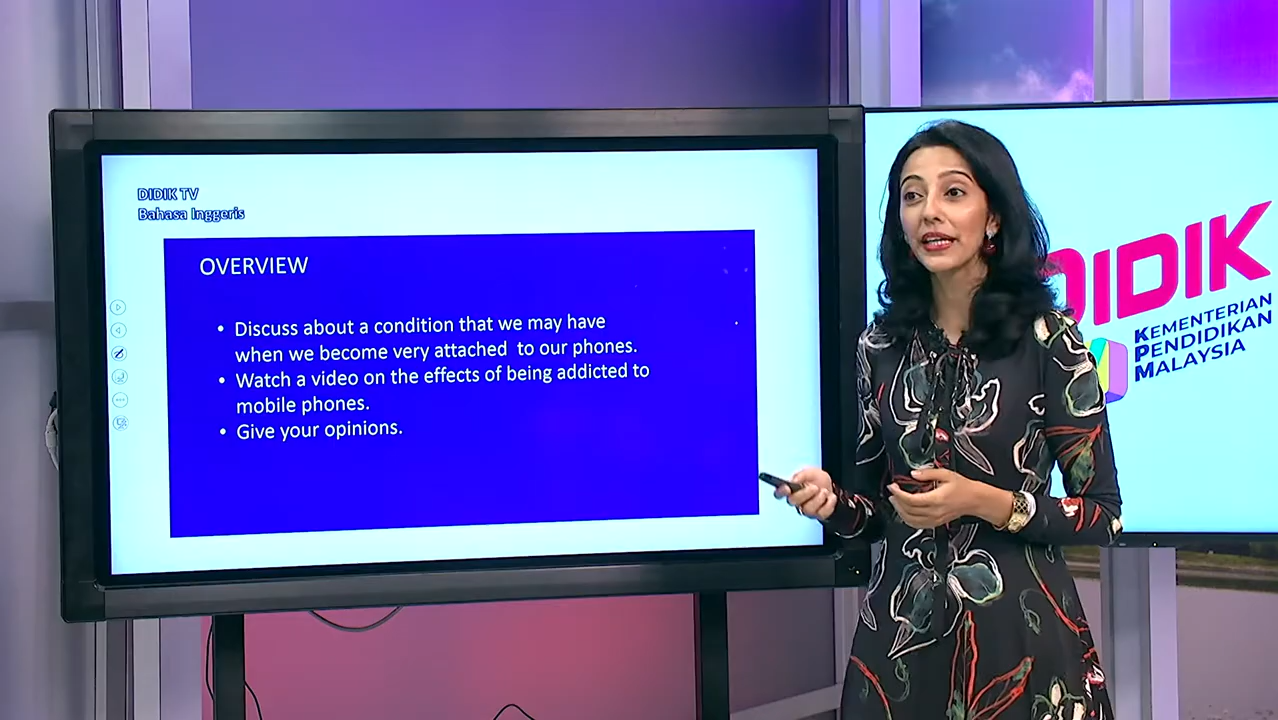 DIDIK TV
Bahasa Inggeris
OVERVIEW
• Discuss about a condition that we may have
when we become very attached to our phones.
• Watch a video on the effects of being addicted to
mobile phones.
• Give your opinions.
DIDIK
KEMENTERIAN
PENDIDIKAN
MALAYSIA